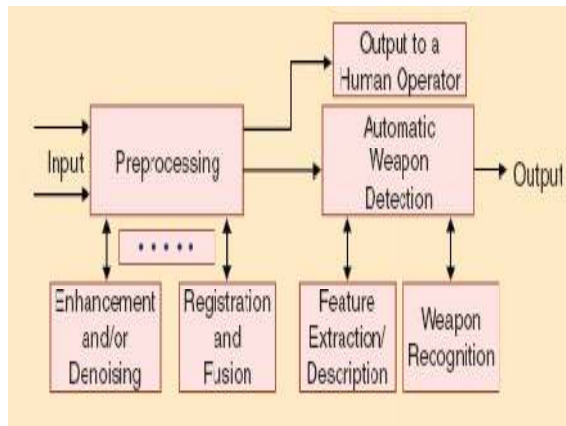 Output to a
Human Operator
Input
Preprocessing
Automatic
Weapon
Detection
Output
Enhancement
and/or
Denoising
Registration
and
Fusion
Feature
Extraction/
Description
Weapon
Recognition